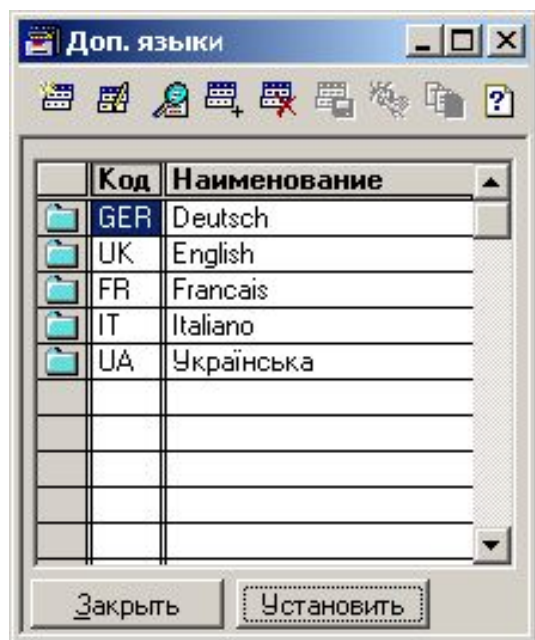 Доп. языки
Код Наименование
GER Deutsch
UK English
FR Francais
IT Italiano
UA Українська
Закрыть Установить